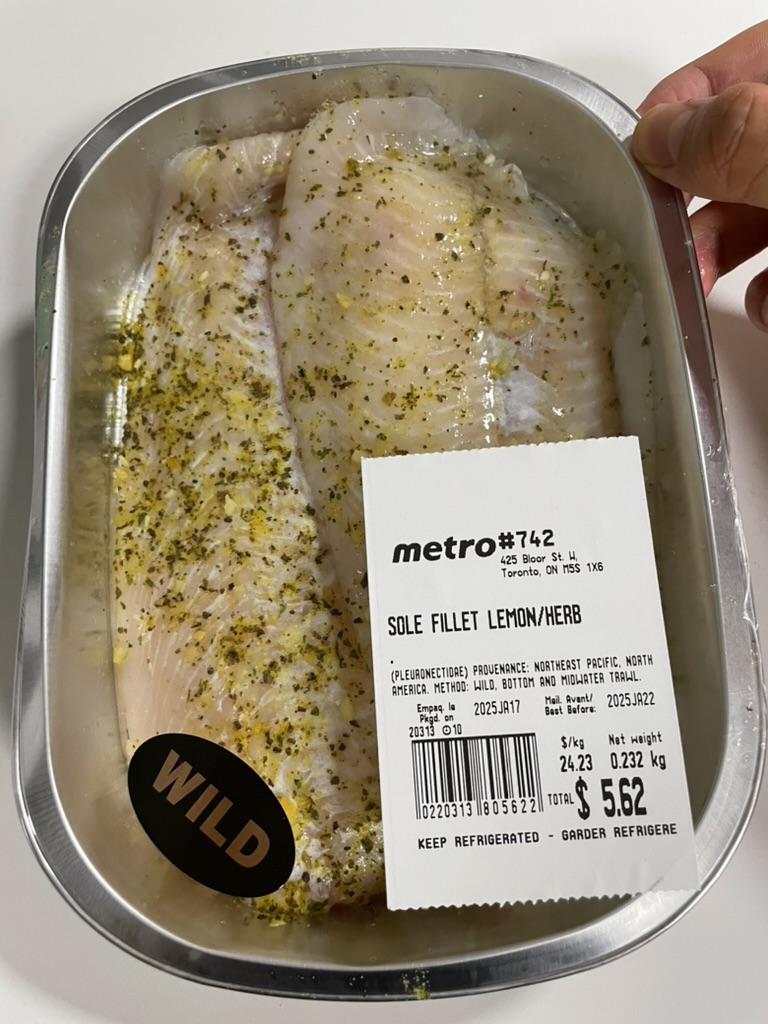 metro #742
425 Bloor St. W,
Toronto, ON M5S 1X6
SOLE FILLET LEMON/HERB
.
(PLEURONECTIDAE) PROVENANCE: NORTHEAST PACIFIC, NORTH
AMERICA. METHOD: WILD, BOTTOM AND MIDWATER TRAWL.
Empaq. le
Pkgd. on
2025JA17
Meil. Avant/
Best Before:
2025JA22
20313 10
$/kg Net weight
24.23 0.232 kg
0220313 805622
TOTAL $ 5.62
KEEP REFRIGERATED - GARDER REFRIGERE
WILD